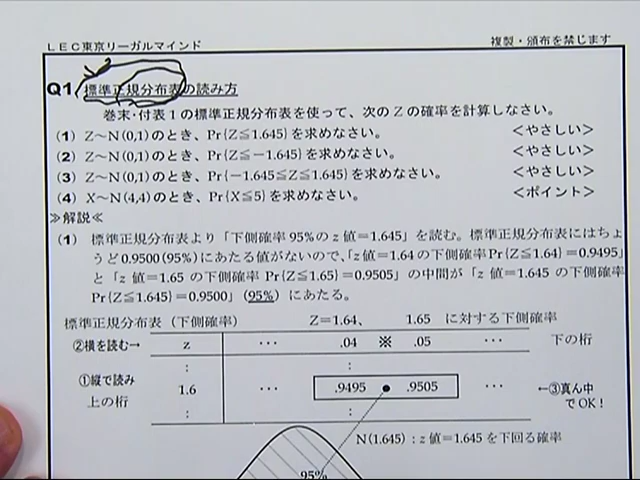 LEC東京リーガルマインド 複製・頒布を禁じます
Q1 標準正規分布表の読み方
巻末・付表1の標準正規分布表を使って、次のZの確率を計算しなさい。
(1) Z～N(0,1)のとき、Pr{Z≦1.645}を求めなさい。 ＜やさしい＞
(2) Z～N(0,1)のとき、Pr{Z≦−1.645}を求めなさい。 ＜やさしい＞
(3) Z～N(0,1)のとき、Pr{−1.645≦Z≦1.645}を求めなさい。 ＜やさしい＞
(4) X～N(4,4)のとき、Pr{X≦5}を求めなさい。 ＜ポイント＞
≫解説≪
(1) 標準正規分布表より「下側確率95%のz値＝1.645」を読む。標準正規分布表にはちょ
うど0.9500(95%)にあたる値がないので、「z値＝1.64の下側確率Pr{Z≦1.64}＝0.9495」
と「z値＝1.65の下側確率Pr{Z≦1.65}＝0.9505」の中間が「z値＝1.645の下側確率
Pr{Z≦1.645}＝0.9500」(95%)にあたる。
標準正規分布表（下側確率） Z＝1.64、 1.65 に対する下側確率
②横を読む→ z ··· .04 ※ .05 ··· 下の桁
: :
①縦で読み 上の桁 1.6 ··· .9495 ● .9505 ··· ←③真ん中でOK！
: :
N(1.645)：z値＝1.645を下回る確率
95%